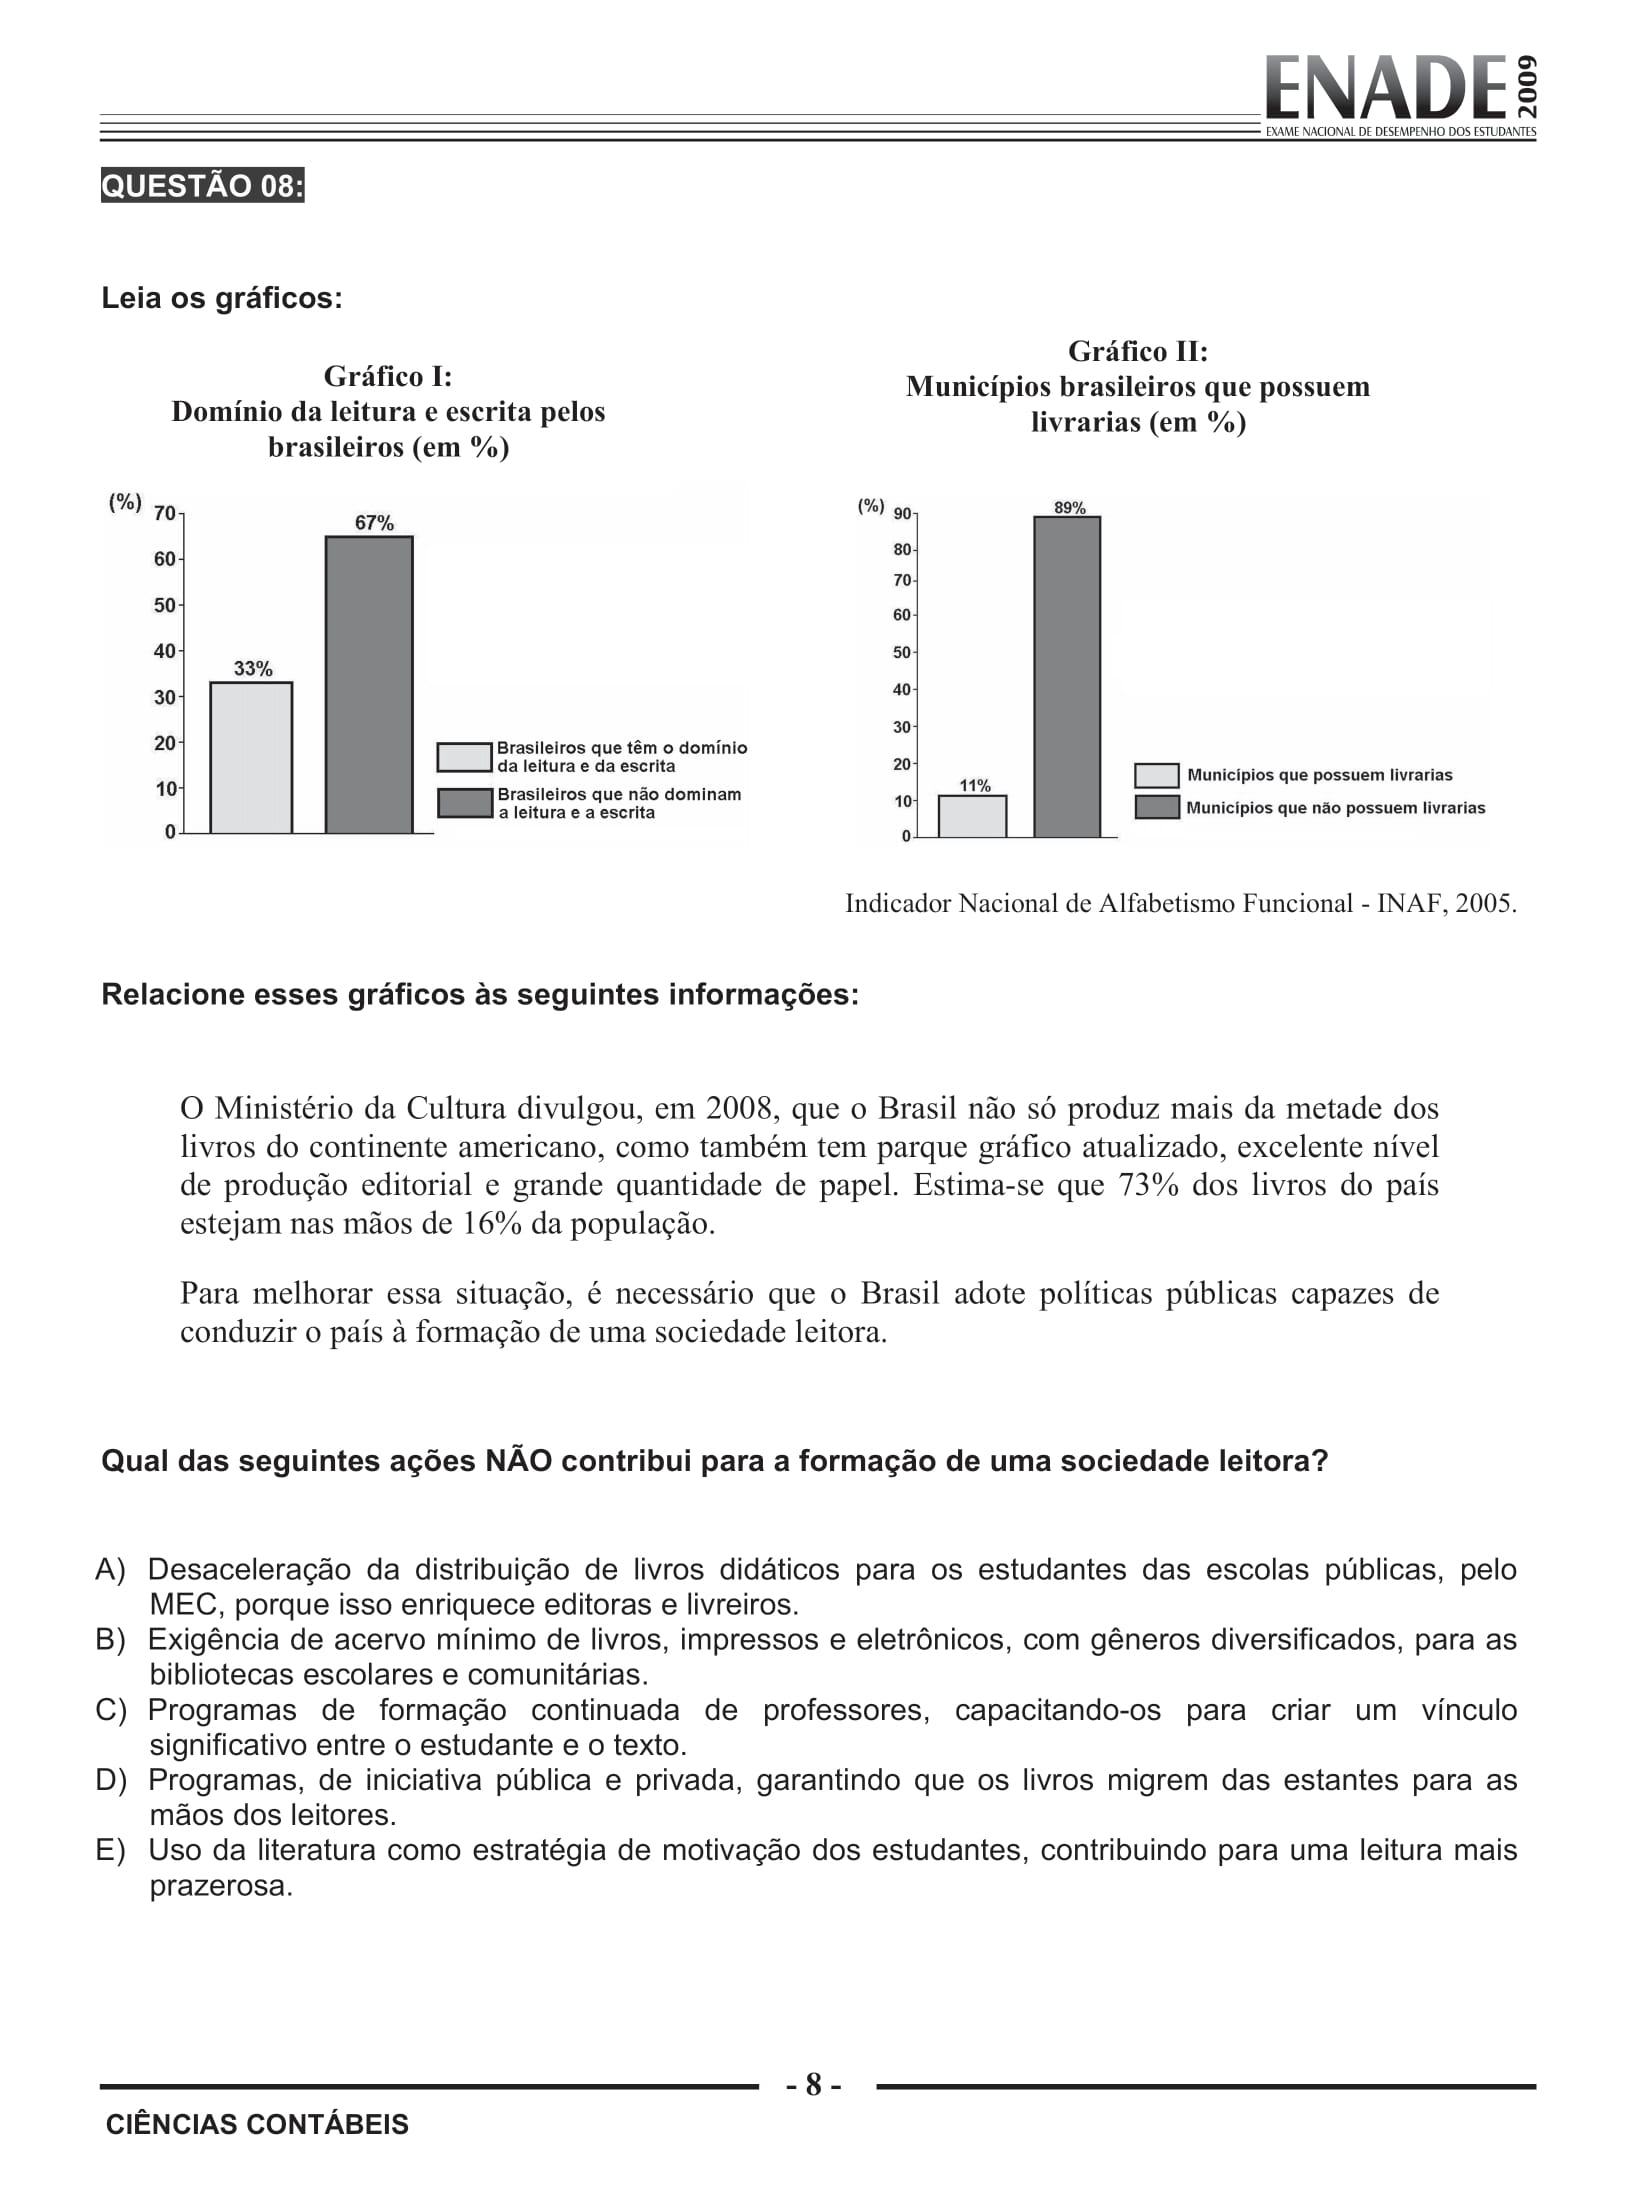 ENADE 2009
EXAME NACIONAL DE DESEMPENHO DOS ESTUDANTES
QUESTÃO 08:
Leia os gráficos:
Gráfico I:
Domínio da leitura e escrita pelos
brasileiros (em %)
(%)
70
60
50
40
30
20
10
0
33%
67%
Brasileiros que têm o domínio
da leitura e da escrita
Brasileiros que não dominam
a leitura e a escrita
Gráfico II:
Municípios brasileiros que possuem
livrarias (em %)
(%)
90
80
70
60
50
40
30
20
10
0
11%
89%
Municípios que possuem livrarias
Municípios que não possuem livrarias
Indicador Nacional de Alfabetismo Funcional - INAF, 2005.
Relacione esses gráficos às seguintes informações:
O Ministério da Cultura divulgou, em 2008, que o Brasil não só produz mais da metade dos
livros do continente americano, como também tem parque gráfico atualizado, excelente nível
de produção editorial e grande quantidade de papel. Estima-se que 73% dos livros do país
estejam nas mãos de 16% da população.
Para melhorar essa situação, é necessário que o Brasil adote políticas públicas capazes de
conduzir o país à formação de uma sociedade leitora.
Qual das seguintes ações NÃO contribui para a formação de uma sociedade leitora?
A) Desaceleração da distribuição de livros didáticos para os estudantes das escolas públicas, pelo
MEC, porque isso enriquece editoras e livreiros.
B) Exigência de acervo mínimo de livros, impressos e eletrônicos, com gêneros diversificados, para as
bibliotecas escolares e comunitárias.
C) Programas de formação continuada de professores, capacitando-os para criar um vínculo
significativo entre o estudante e o texto.
D) Programas, de iniciativa pública e privada, garantindo que os livros migrem das estantes para as
mãos dos leitores.
E) Uso da literatura como estratégia de motivação dos estudantes, contribuindo para uma leitura mais
prazerosa.
- 8 -
CIÊNCIAS CONTÁBEIS